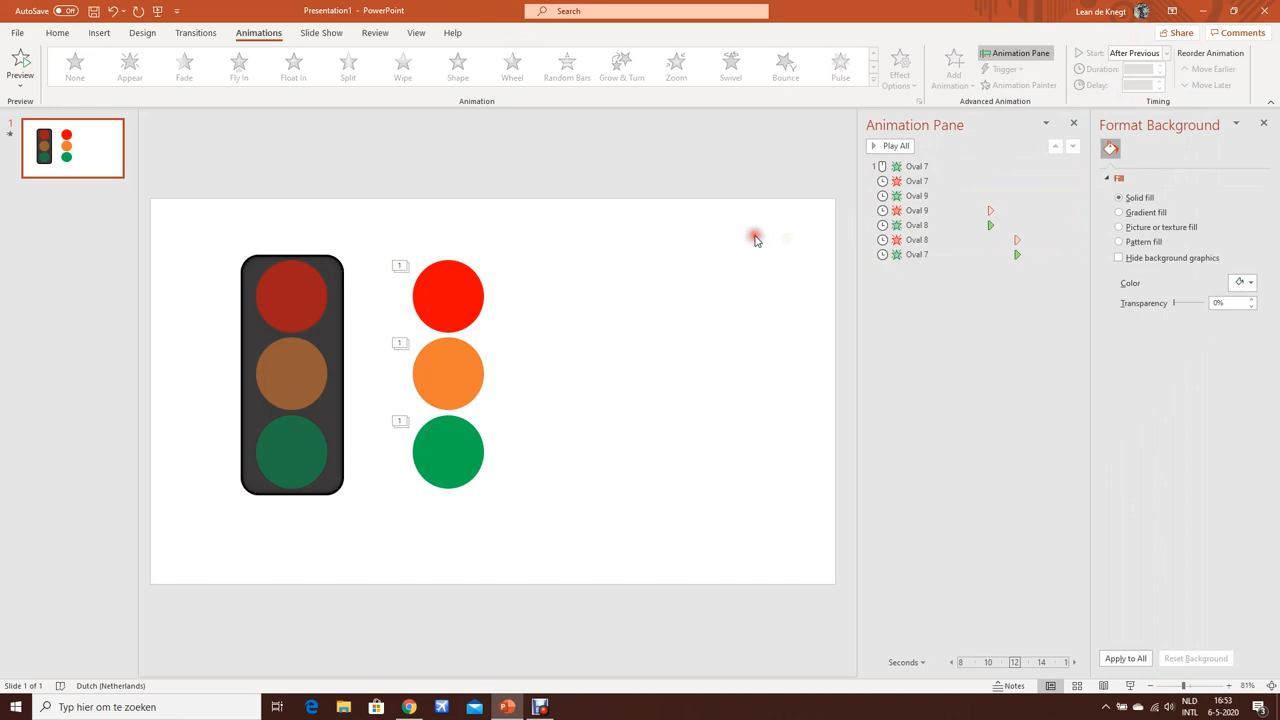 AutoSave Off Presentation1 - PowerPoint Search Lean de Knegt
File Home Insert Design Transitions Animations Slide Show Review View Help Share Comments
Preview None Appear Fade Fly In Float In Split Wipe Shape Wheel Random Bars Grow & Turn Zoom Swivel Bounce Pulse Effect Options Add Animation Animation Pane Trigger Animation Painter Start: After Previous Duration: Delay: Reorder Animation Move Earlier Move Later
Preview Animation Advanced Animation Timing
1
Animation Pane
Play All
1 Oval 7
Oval 7
Oval 9
Oval 9
Oval 8
Oval 8
Oval 7
Seconds 8 10 12 14 1
Format Background
Fill
Solid fill
Gradient fill
Picture or texture fill
Pattern fill
Hide background graphics
Color
Transparency 0%
Apply to All Reset Background
1
1
1
Slide 1 of 1 Dutch (Netherlands) Notes 81%
Typ hier om te zoeken
NLD
INTL
16:53
6-5-2020